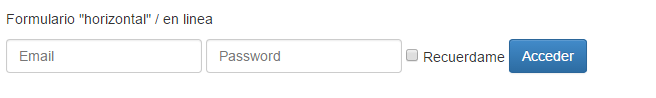 Formulario "horizontal" / en linea
Email Password Recuerdame Acceder